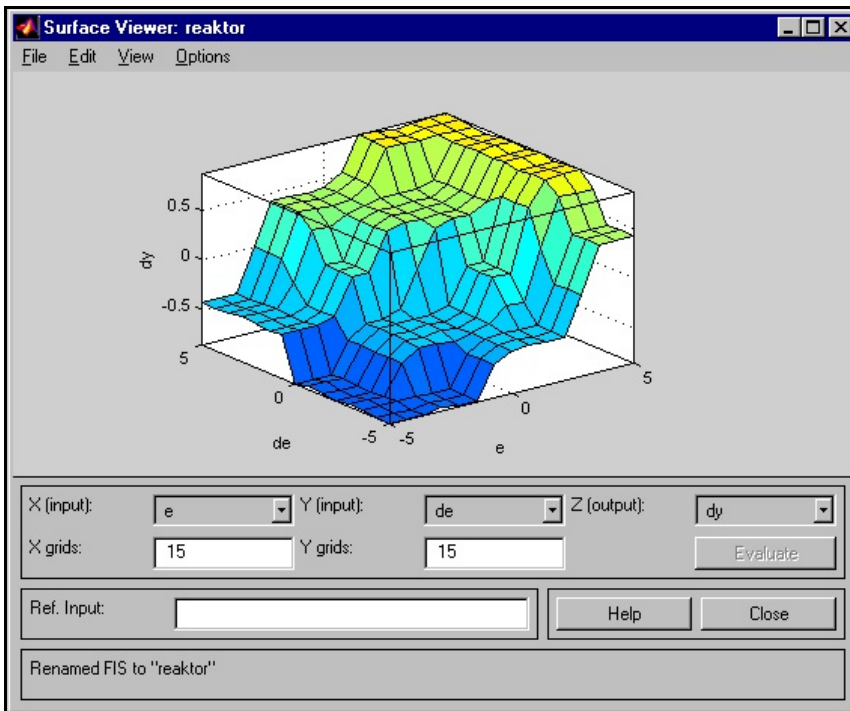 Surface Viewer: reaktor
File Edit View Options
0.5
0
-0.5
dy
5
0
-5
de
-5
0
5
e
X (input): e Y (input): de Z (output): dy
X grids: 15 Y grids: 15 Evaluate
Ref. Input: Help Close
Renamed FIS to "reaktor"